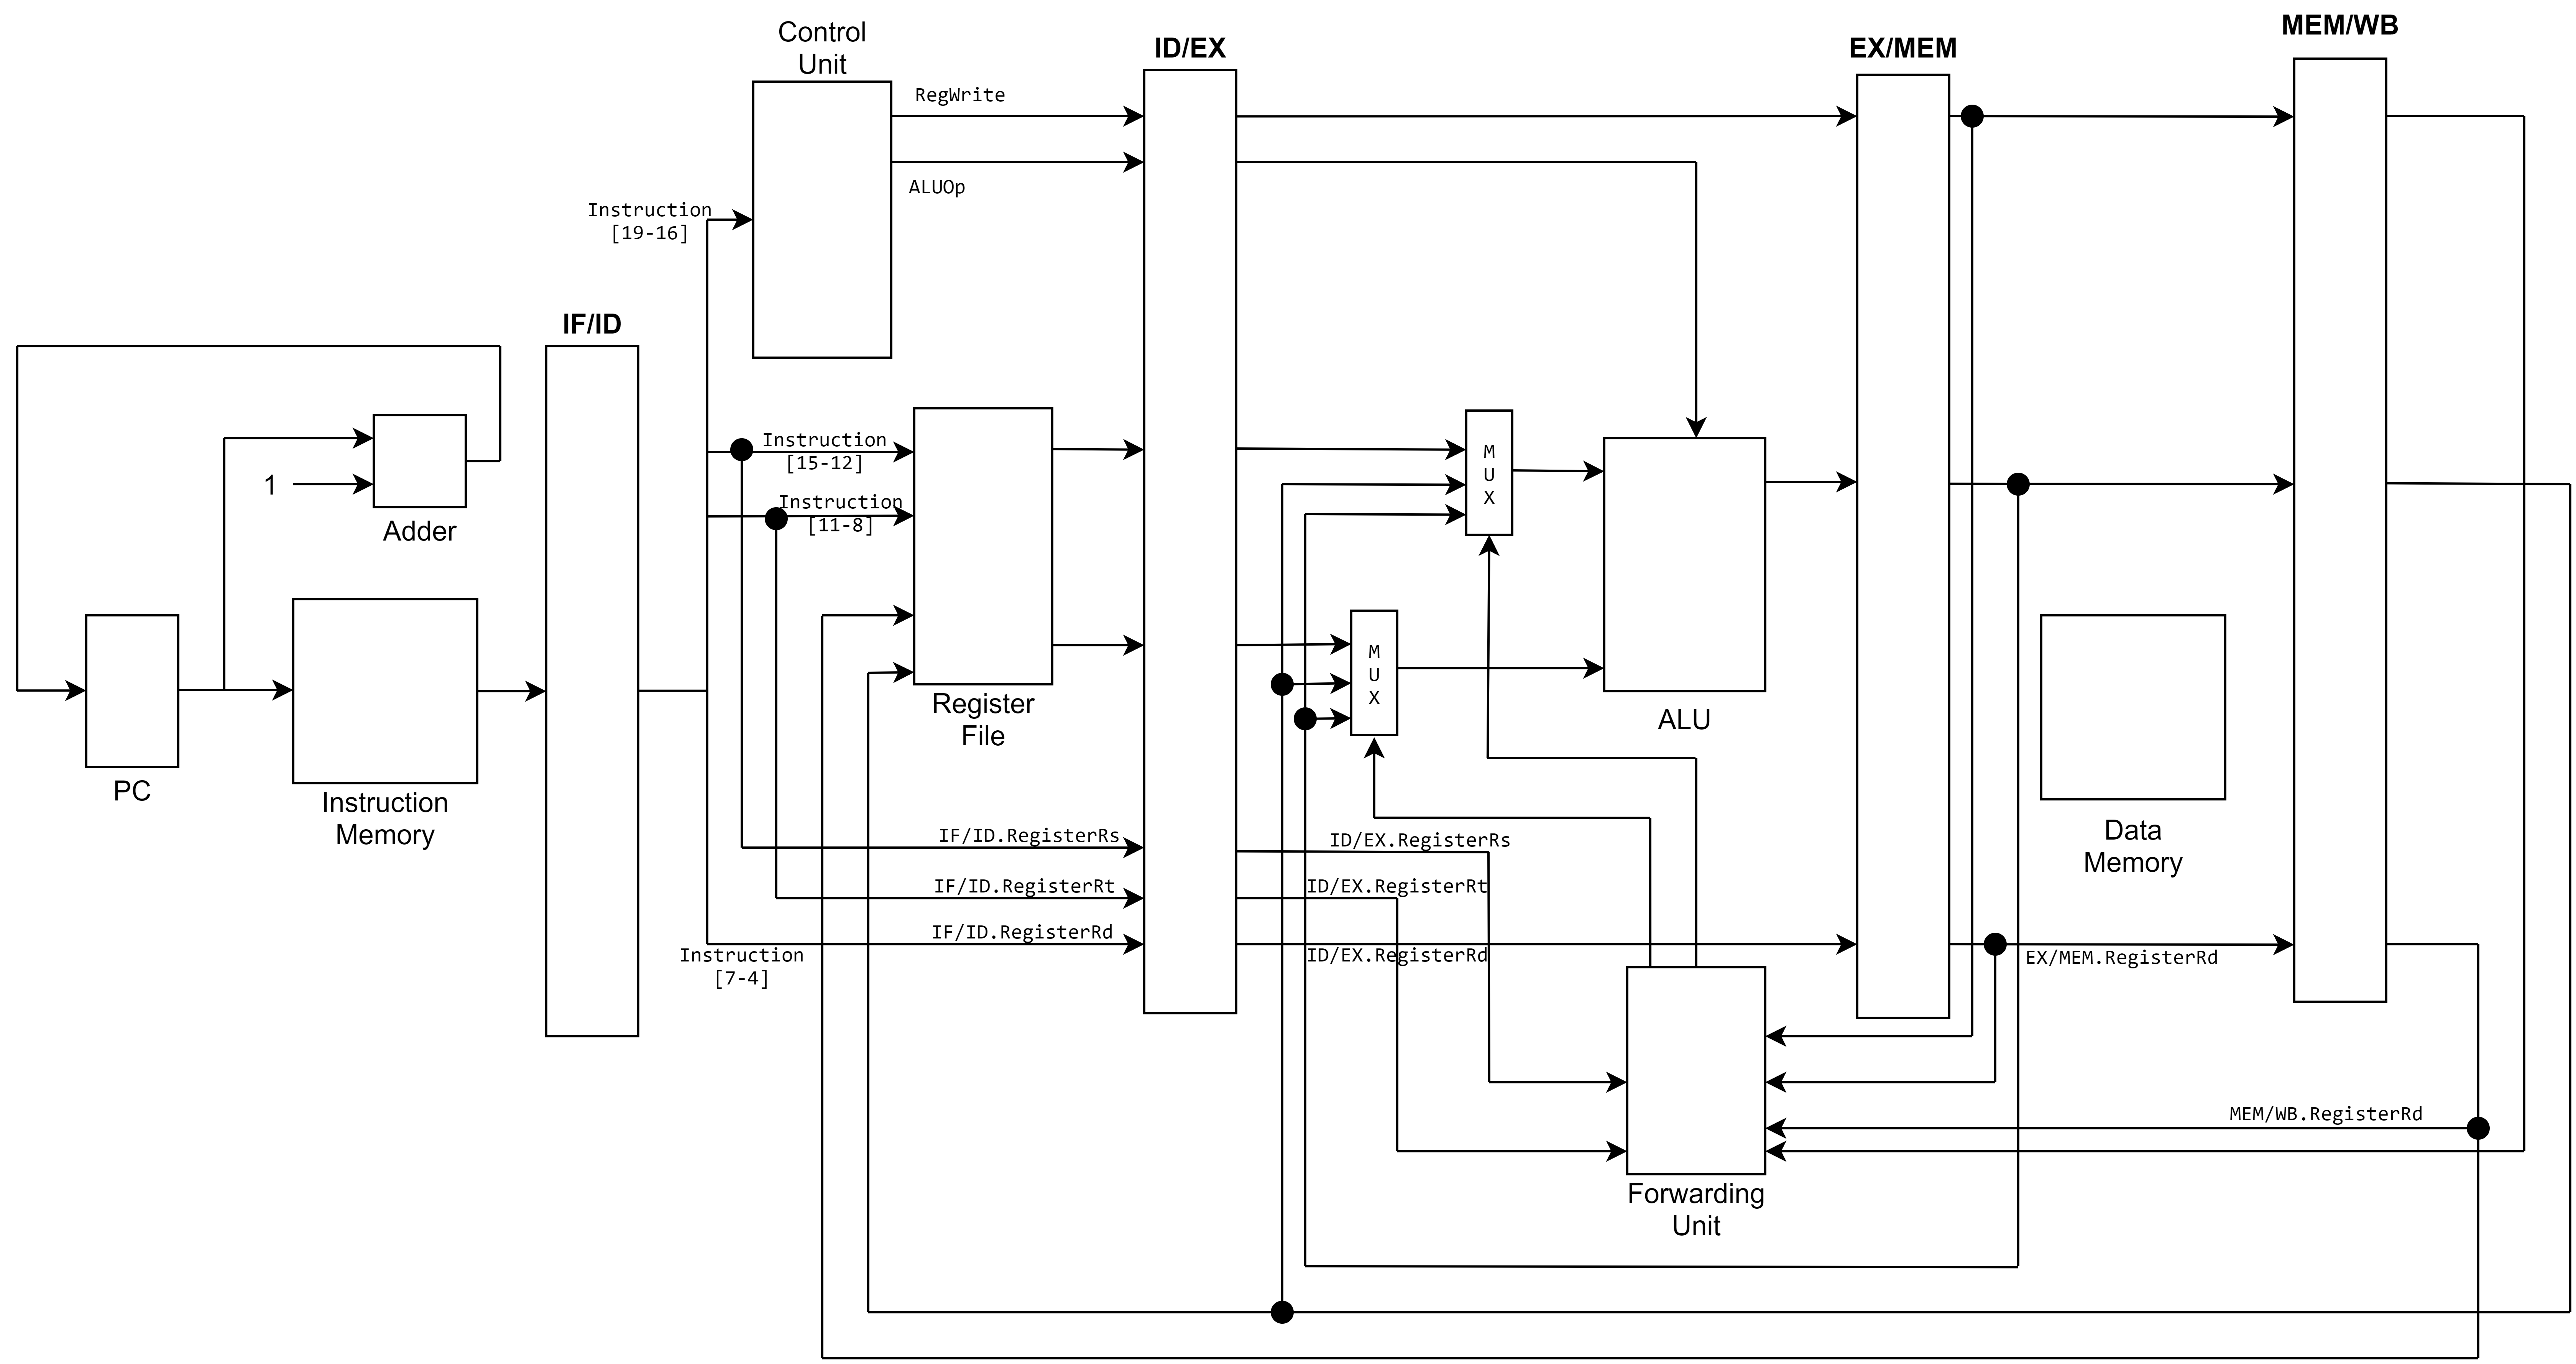 Control
Unit
ID/EX
EX/MEM
MEM/WB
RegWrite
ALUOp
Instruction
[19-16]
IF/ID
Instruction
[15-12]
Instruction
[11-8]
1
Adder
M
U
X
M
U
X
Register
File
ALU
PC
Instruction
Memory
Data
Memory
IF/ID.RegisterRs
ID/EX.RegisterRs
IF/ID.RegisterRt
ID/EX.RegisterRt
IF/ID.RegisterRd
Instruction
[7-4]
ID/EX.RegisterRd
EX/MEM.RegisterRd
MEM/WB.RegisterRd
Forwarding
Unit